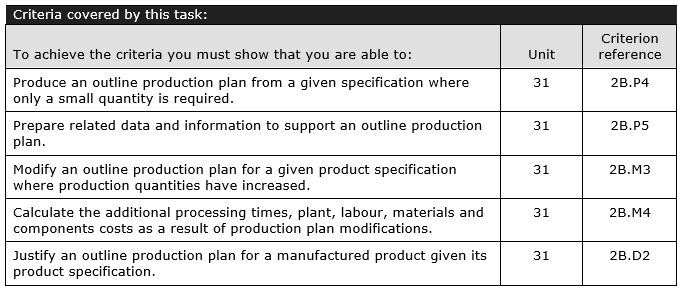 Criteria covered by this task:
To achieve the criteria you must show that you are able to:
Unit
Criterion
reference
Produce an outline production plan from a given specification where
only a small quantity is required.
31
2B.P4
Prepare related data and information to support an outline production
plan.
31
2B.P5
Modify an outline production plan for a given product specification
where production quantities have increased.
31
2B.M3
Calculate the additional processing times, plant, labour, materials and
components costs as a result of production plan modifications.
31
2B.M4
Justify an outline production plan for a manufactured product given its
product specification.
31
2B.D2